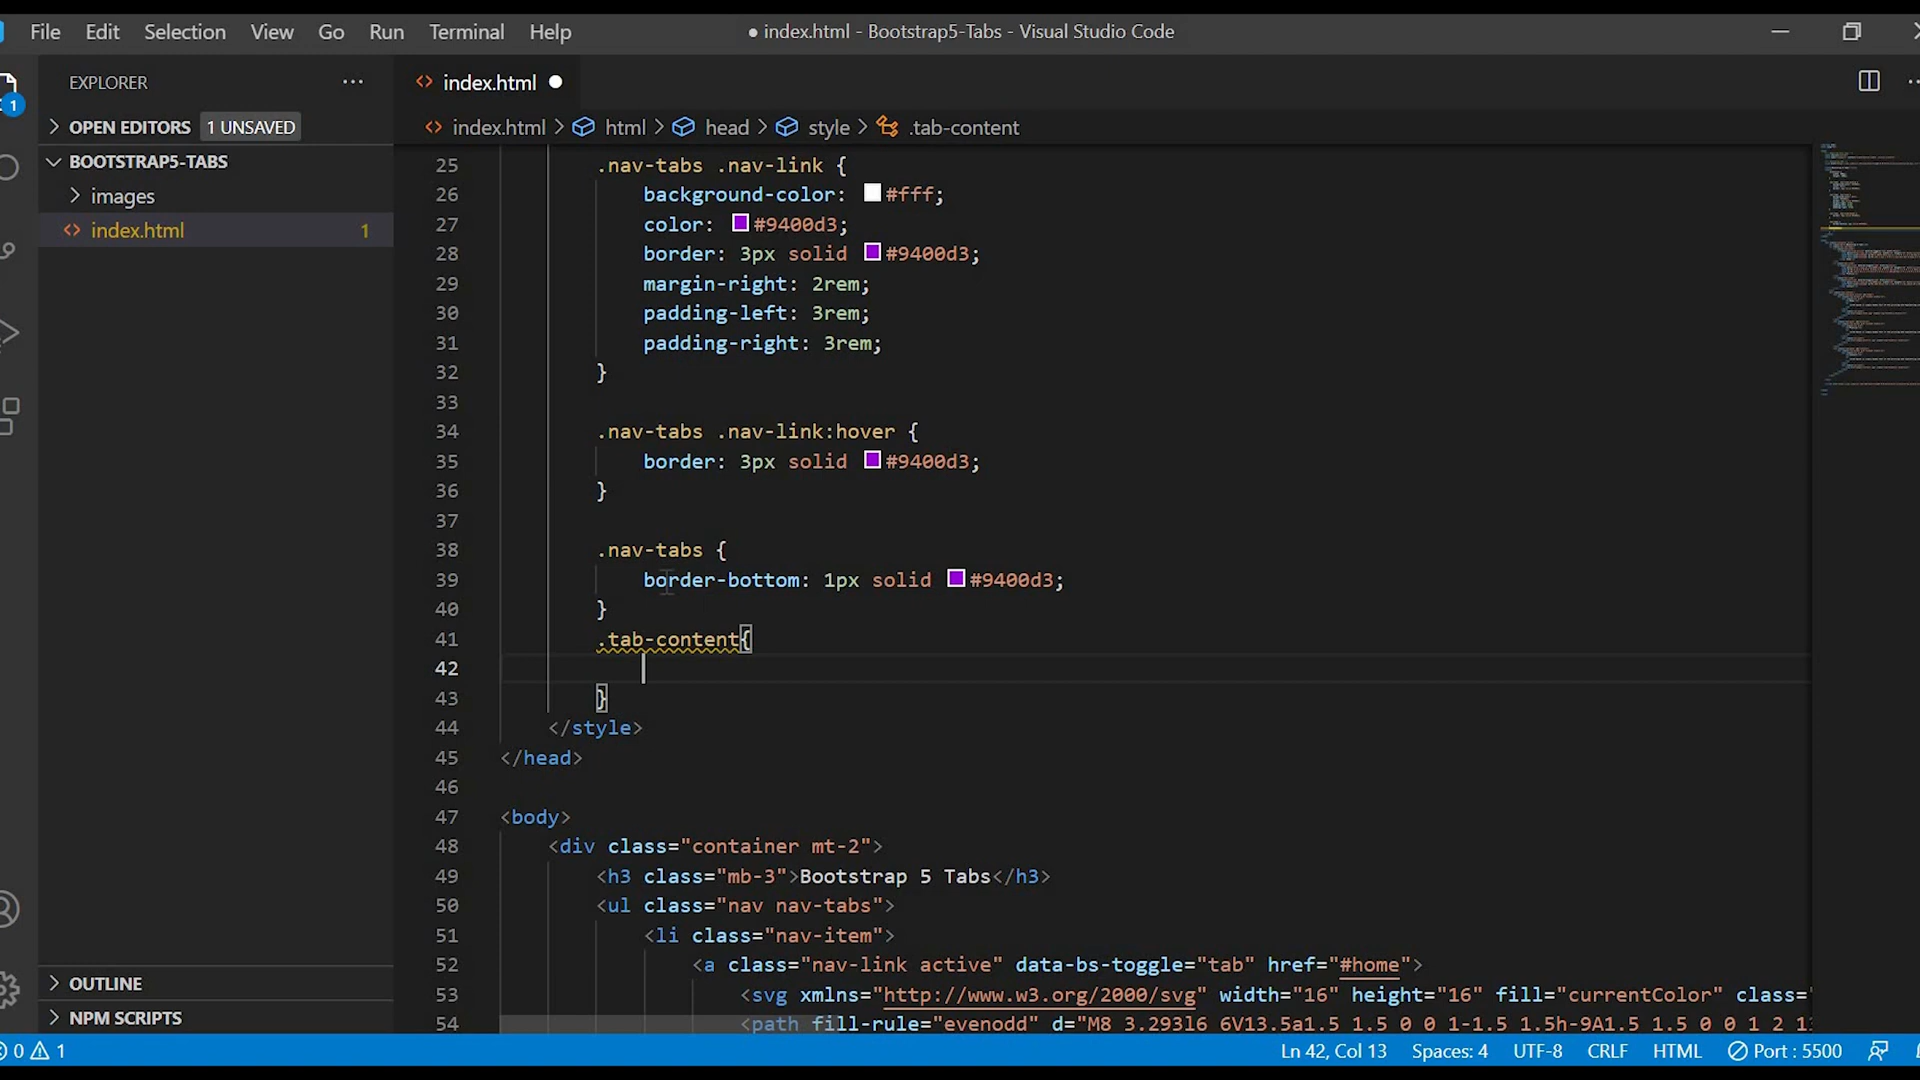 File Edit Selection View Go Run Terminal Help
● index.html - Bootstrap5-Tabs - Visual Studio Code
EXPLORER ···
1
OPEN EDITORS 1 UNSAVED
BOOTSTRAP5-TABS
images
index.html 1
OUTLINE
NPM SCRIPTS
index.html ●
index.html > html > head > style > .tab-content
25 .nav-tabs .nav-link {
26 background-color: #fff;
27 color: #9400d3;
28 border: 3px solid #9400d3;
29 margin-right: 2rem;
30 padding-left: 3rem;
31 padding-right: 3rem;
32 }
33
34 .nav-tabs .nav-link:hover {
35 border: 3px solid #9400d3;
36 }
37
38 .nav-tabs {
39 border-bottom: 1px solid #9400d3;
40 }
41 .tab-content{
42
43 }
44 </style>
45 </head>
46
47 <body>
48 <div class="container mt-2">
49 <h3 class="mb-3">Bootstrap 5 Tabs</h3>
50 <ul class="nav nav-tabs">
51 <li class="nav-item">
52 <a class="nav-link active" data-bs-toggle="tab" href="#home">
53 <svg xmlns="http://www.w3.org/2000/svg" width="16" height="16" fill="currentColor" class="
54 <path fill-rule="evenodd" d="M8 3.293l6 6V13.5a1.5 1.5 0 0 1-1.5 1.5h-9A1.5 1.5 0 0 1 2 1
0 1 Ln 42, Col 13 Spaces: 4 UTF-8 CRLF HTML Port : 5500